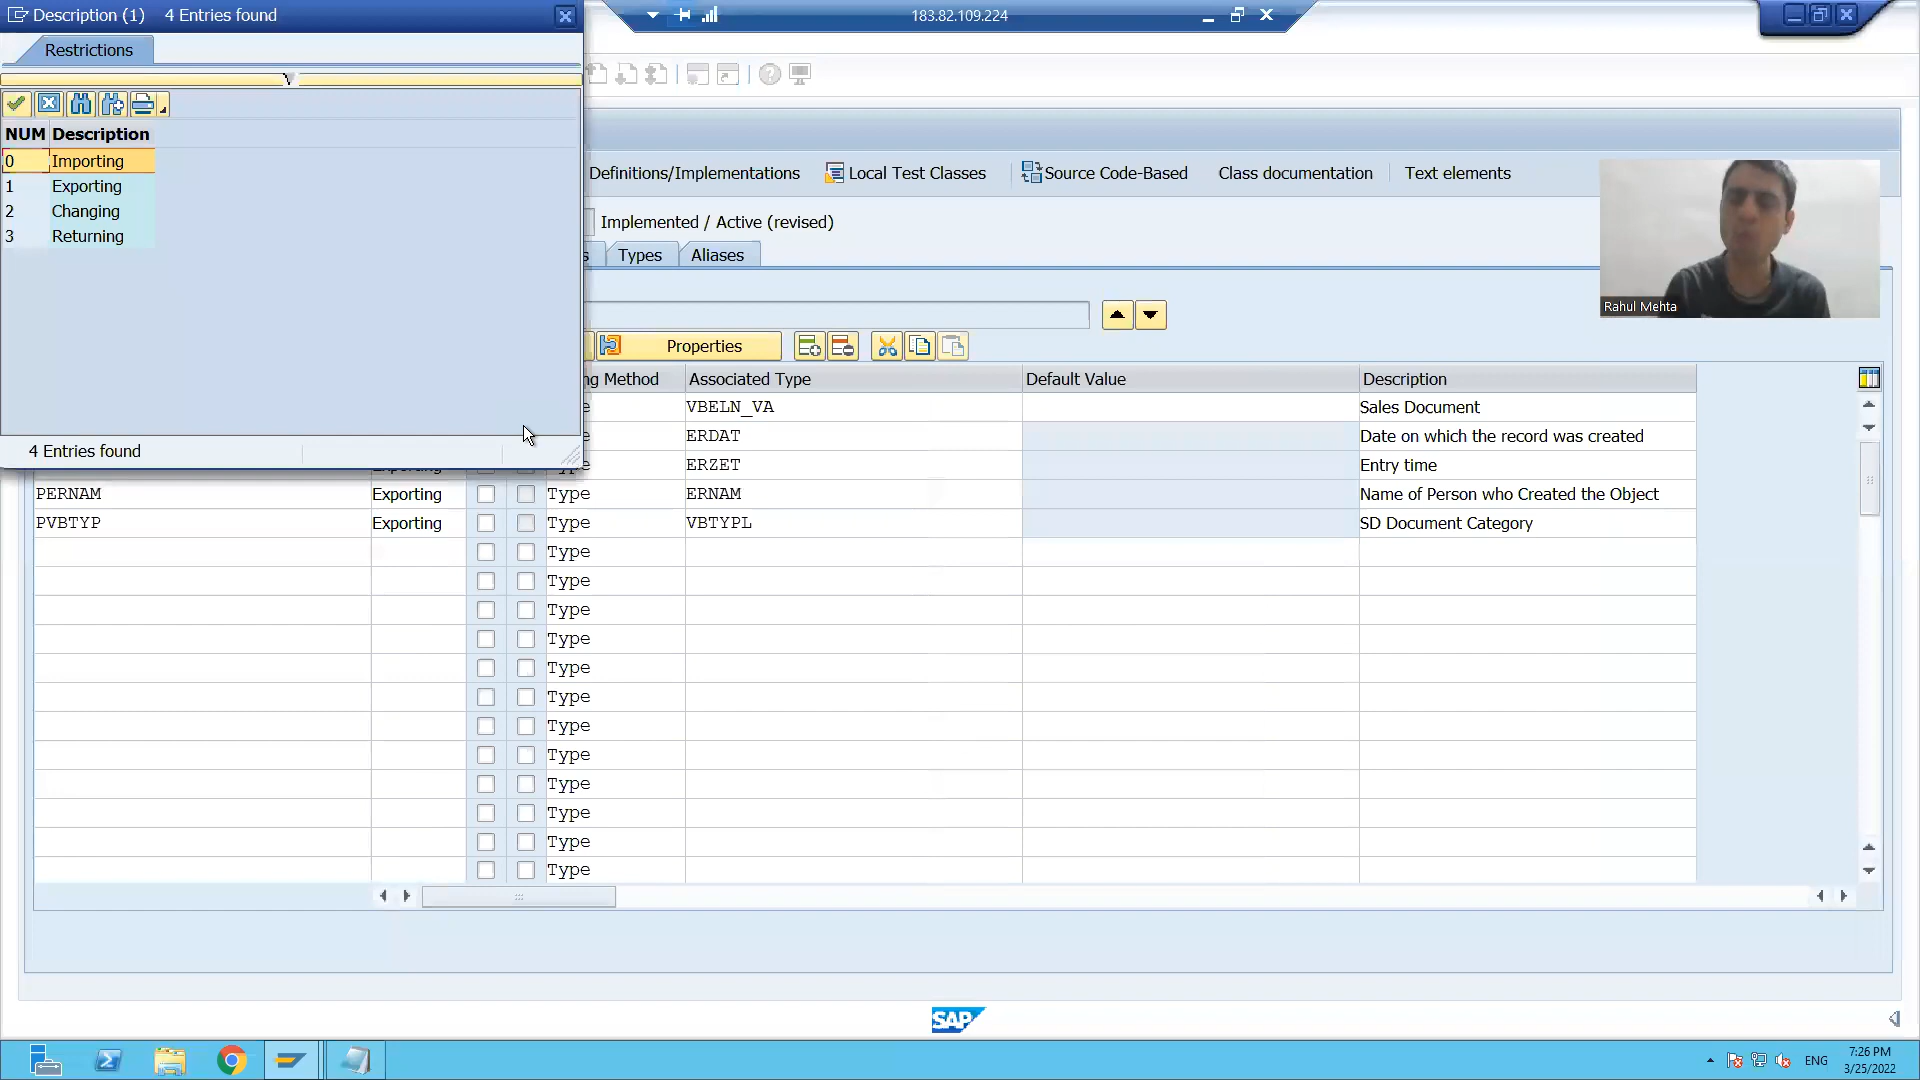 Description (1) 4 Entries found
183.82.109.224
Restrictions
NUM Description
0 Importing
1 Exporting
2 Changing
3 Returning
4 Entries found
Definitions/Implementations Local Test Classes Source Code-Based Class documentation Text elements
Implemented / Active (revised)
s Types Aliases
Properties
ng Method Associated Type Default Value Description
e VBELN_VA Sales Document
e ERDAT Date on which the record was created
ERZET Entry time
PERNAM Exporting Type ERNAM Name of Person who Created the Object
PVBTYP Exporting Type VBTYPL SD Document Category
Type
Type
Type
Type
Type
Type
Type
Type
Type
Type
Type
Type
Rahul Mehta
SAP
ENG
7:26 PM
3/25/2022